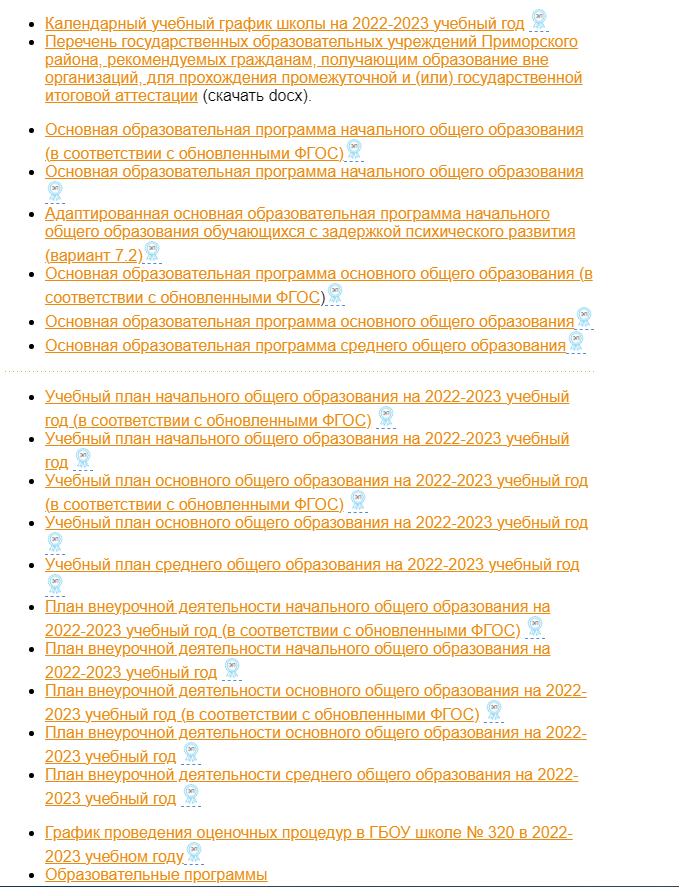 Календарный учебный график школы на 2022-2023 учебный год
Перечень государственных образовательных учреждений Приморского
района, рекомендуемых гражданам, получающим образование вне
организаций, для прохождения промежуточной и (или) государственной
итоговой аттестации (скачать docx).
Основная образовательная программа начального общего образования
(в соответствии с обновленными ФГОС)
Основная образовательная программа начального общего образования
Адаптированная основная образовательная программа начального
общего образования обучающихся с задержкой психического развития
(вариант 7.2)
Основная образовательная программа основного общего образования (в
соответствии с обновленными ФГОС)
Основная образовательная программа основного общего образования
Основная образовательная программа среднего общего образования
Учебный план начального общего образования на 2022-2023 учебный
год (в соответствии с обновленными ФГОС)
Учебный план начального общего образования на 2022-2023 учебный
год
Учебный план основного общего образования на 2022-2023 учебный год
(в соответствии с обновленными ФГОС)
Учебный план основного общего образования на 2022-2023 учебный год
Учебный план среднего общего образования на 2022-2023 учебный год
План внеурочной деятельности начального общего образования на
2022-2023 учебный год (в соответствии с обновленными ФГОС)
План внеурочной деятельности начального общего образования на
2022-2023 учебный год
План внеурочной деятельности основного общего образования на 2022-
2023 учебный год (в соответствии с обновленными ФГОС)
План внеурочной деятельности основного общего образования на 2022-
2023 учебный год
План внеурочной деятельности среднего общего образования на 2022-
2023 учебный год
График проведения оценочных процедур в ГБОУ школе № 320 в 2022-
2023 учебном году
Образовательные программы